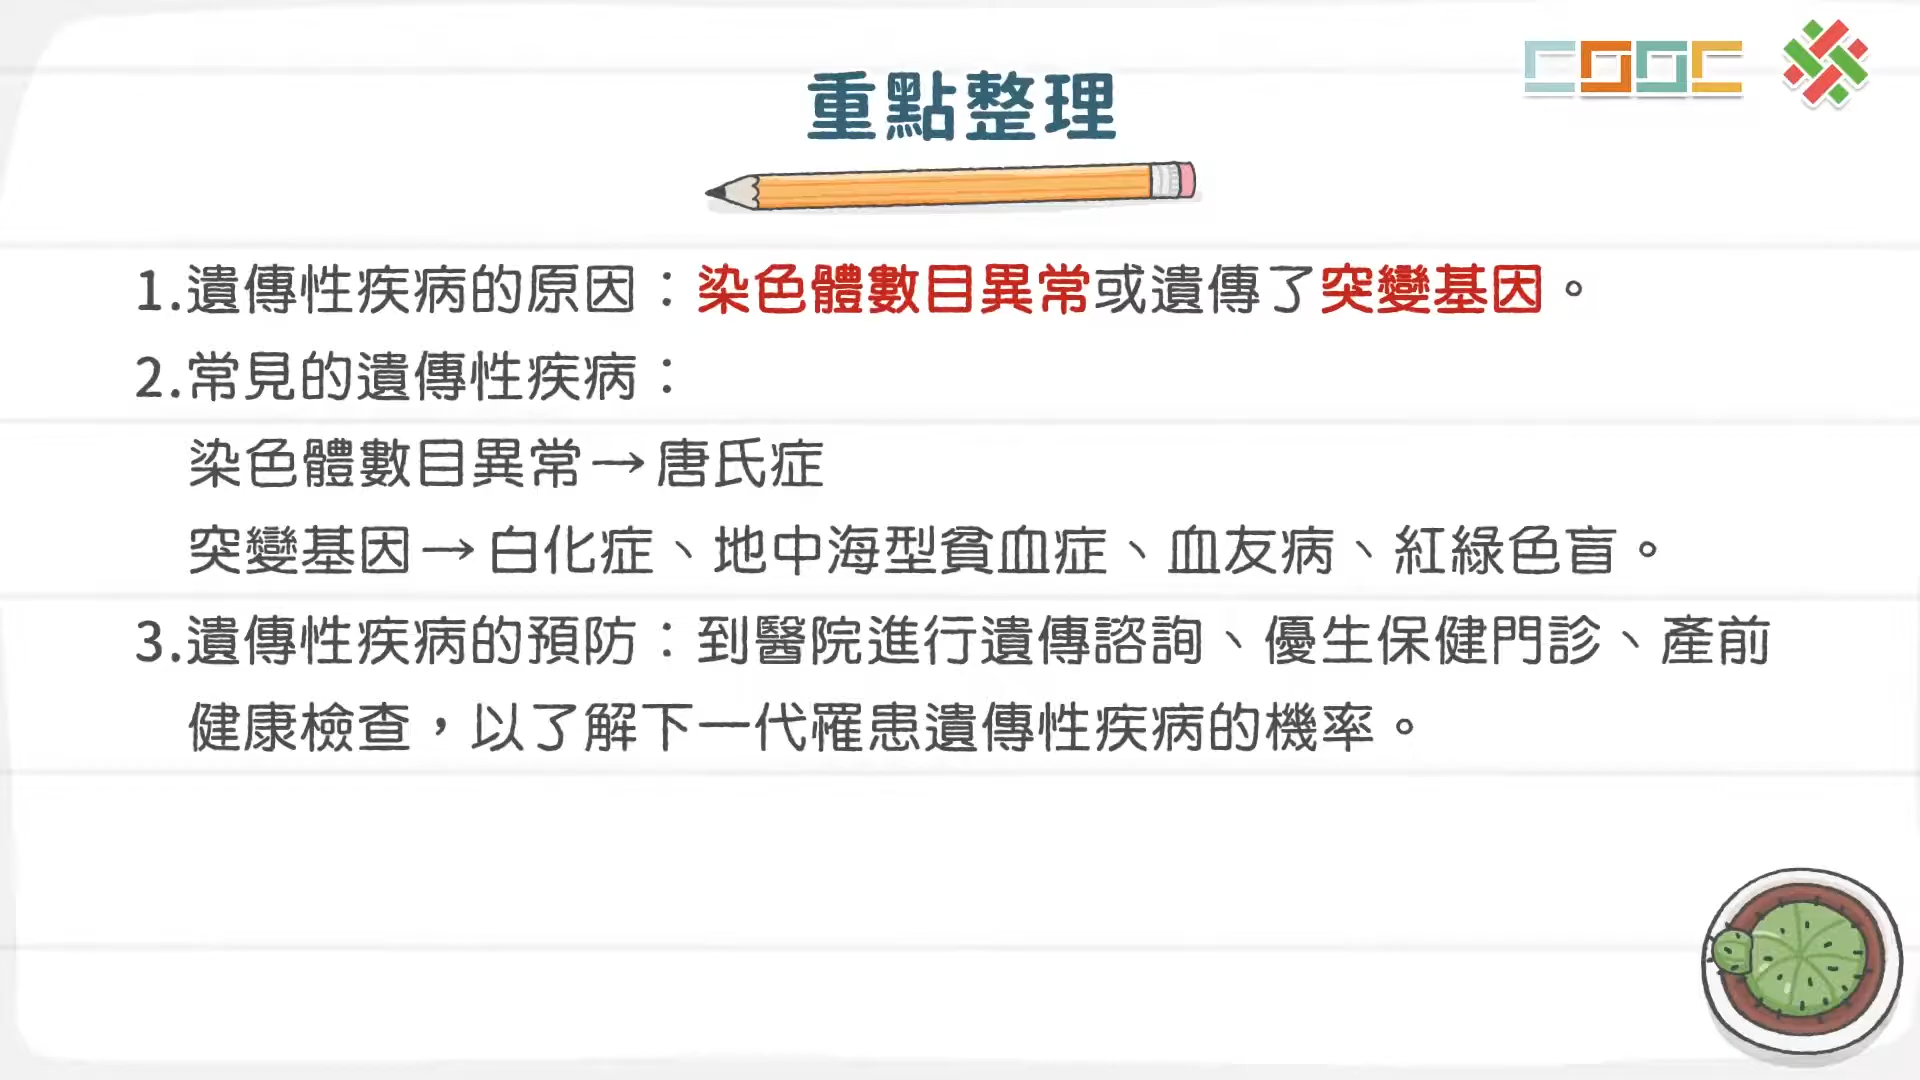 COOC
重點整理
1.遺傳性疾病的原因：染色體數目異常或遺傳了突變基因。
2.常見的遺傳性疾病：
染色體數目異常→唐氏症
突變基因→白化症、地中海型貧血症、血友病、紅綠色盲。
3.遺傳性疾病的預防：到醫院進行遺傳諮詢、優生保健門診、產前
健康檢查，以了解下一代罹患遺傳性疾病的機率。